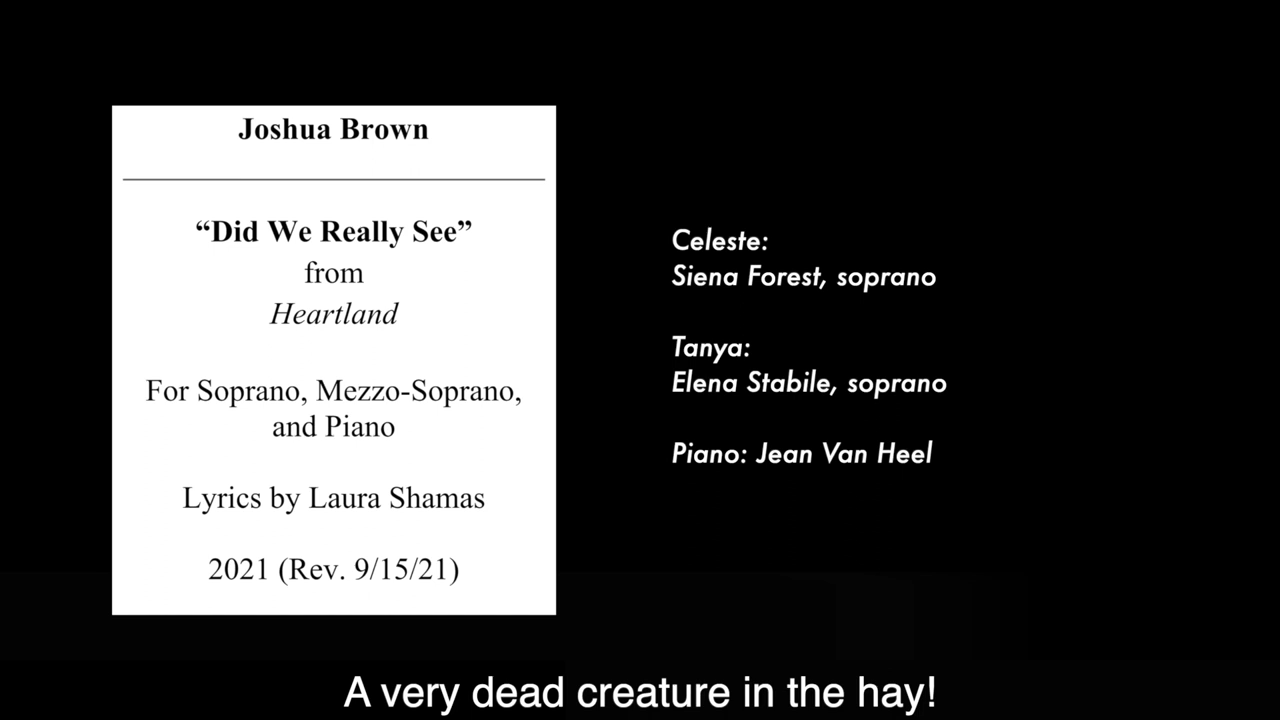 Joshua Brown
“Did We Really See”
from
Heartland
For Soprano, Mezzo-Soprano,
and Piano
Lyrics by Laura Shamas
2021 (Rev. 9/15/21)
Celeste:
Siena Forest, soprano
Tanya:
Elena Stabile, soprano
Piano: Jean Van Heel
A very dead creature in the hay!